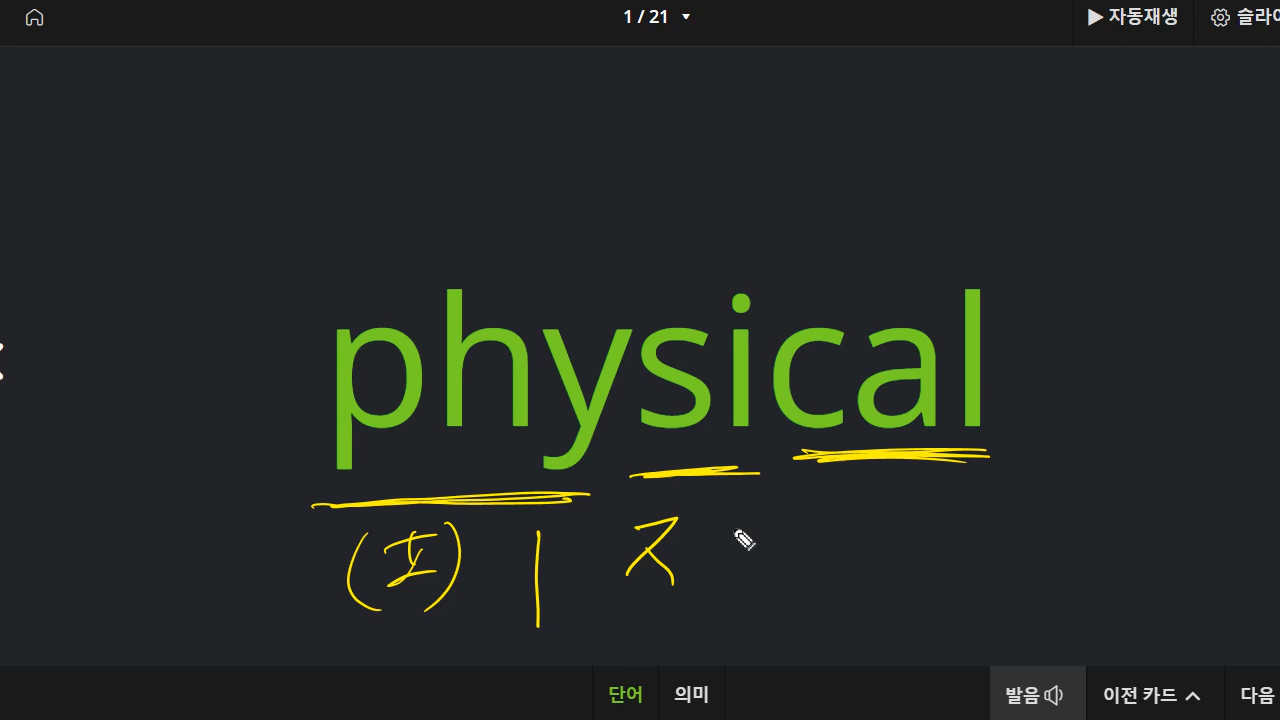 1 / 21
자동재생
physical
(ㅍ) ㅣ ㅈ
단어 의미 발음 이전 카드 다음